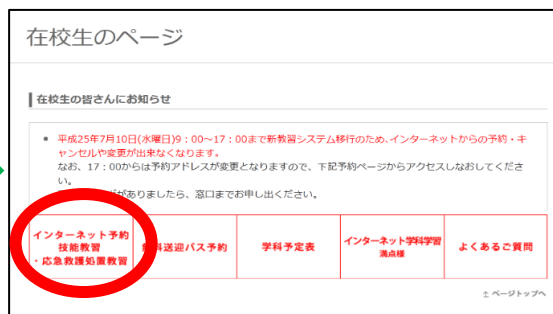 在校生のページ
在校生の皆さんにお知らせ
平成25年7月10日(水曜日)9：00～17：00まで新教習システム移行のため、インターネットからの予約・キ
ャンセルや変更が出来なくなります。
なお、17：00からは予約アドレスが変更となりますので、下記予約ページからアクセスしなおしてくださ
い。
がありましたら、窓口までお申し出ください。
インターネット予約
技能教習
・応急救護処置教習
料送迎バス予約
学科予定表
インターネット学科学習
満点様
よくあるご質問
ページトップへ